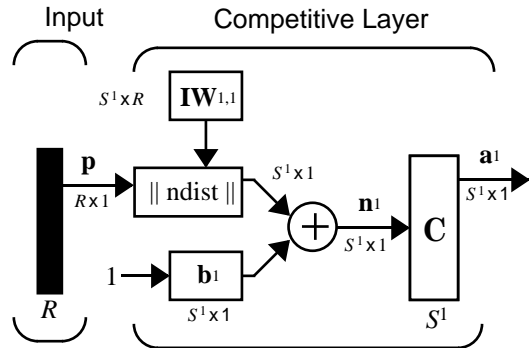 Input Competitive Layer
S¹ x R
IW1,1
p
R x 1
|| ndist ||
S¹ x 1
n1
S¹ x 1
C
a1
S¹ x 1
1
b1
S¹ x 1
R
S¹